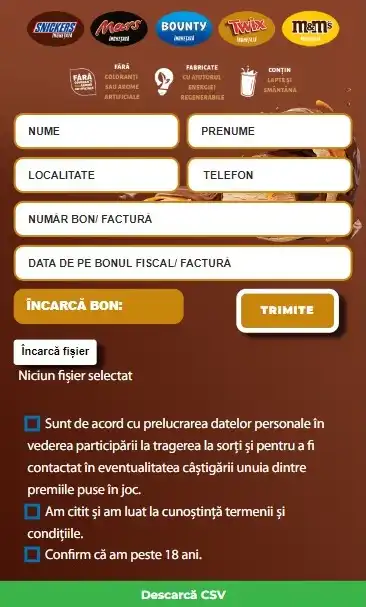 SNICKERS
ÎNGHEȚATĂ
Mars
ÎNGHEȚATĂ
BOUNTY
ÎNGHEȚATĂ
TWIX
ÎNGHEȚATĂ
m&m's
FĂRĂ
FĂRĂ
COLORANȚI
SAU AROME
ARTIFICIALE
FABRICATE
CU AJUTORUL
ENERGIEI
REGENERABILE
CONȚIN
LAPTE ȘI
SMÂNTÂNĂ
NUME
PRENUME
LOCALITATE
TELEFON
NUMĂR BON/ FACTURĂ
DATA DE PE BONUL FISCAL/ FACTURĂ
ÎNCARCĂ BON:
TRIMITE
Încarcă fișier
Niciun fișier selectat
Sunt de acord cu prelucrarea datelor personale în
vederea participării la tragerea la sorți și pentru a fi
contactat în eventualitatea câștigării unuia dintre
premiile puse în joc.
Am citit și am luat la cunoștință termenii și
condițiile.
Confirm că am peste 18 ani.
Descarcă CSV